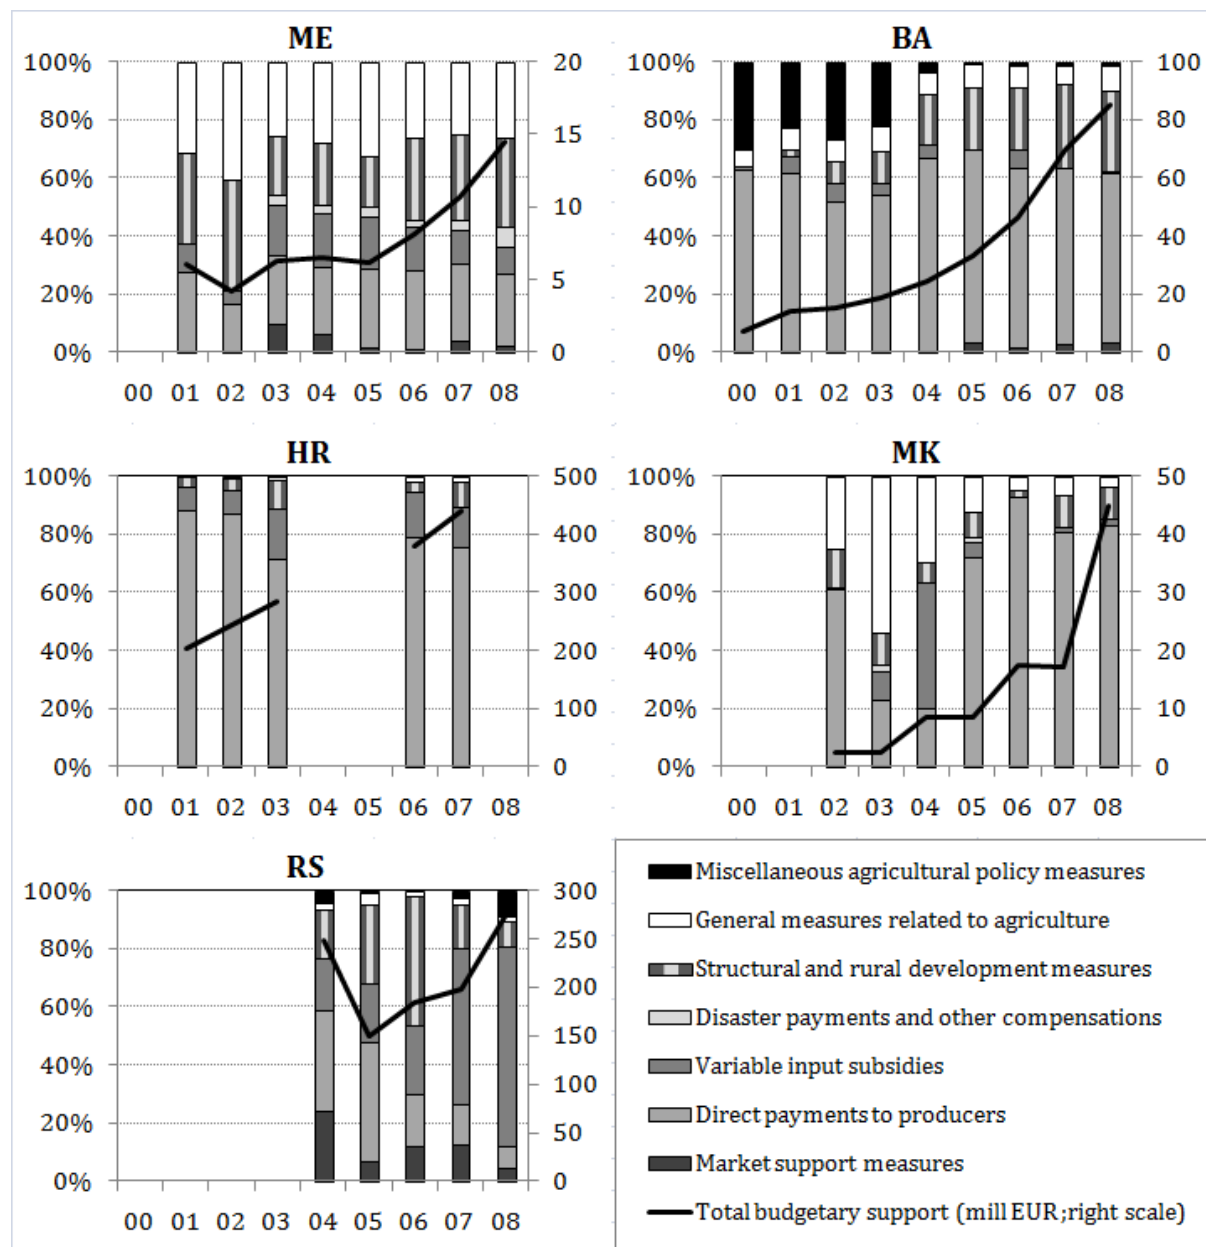 ME
100% 20
80% 15
60% 10
40% 5
20%
0% 0
00 01 02 03 04 05 06 07 08
BA
100% 100
80% 80
60% 60
40% 40
20% 20
0% 0
00 01 02 03 04 05 06 07 08
HR
100% 500
80% 400
60% 300
40% 200
20% 100
0% 0
00 01 02 03 04 05 06 07 08
MK
100% 50
80% 40
60% 30
40% 20
20% 10
0% 0
00 01 02 03 04 05 06 07 08
RS
100% 300
80% 250
60% 200
40% 150
20% 100
0% 50
0
00 01 02 03 04 05 06 07 08
Miscellaneous agricultural policy measures
General measures related to agriculture
Structural and rural development measures
Disaster payments and other compensations
Variable input subsidies
Direct payments to producers
Market support measures
Total budgetary support (mill EUR;right scale)